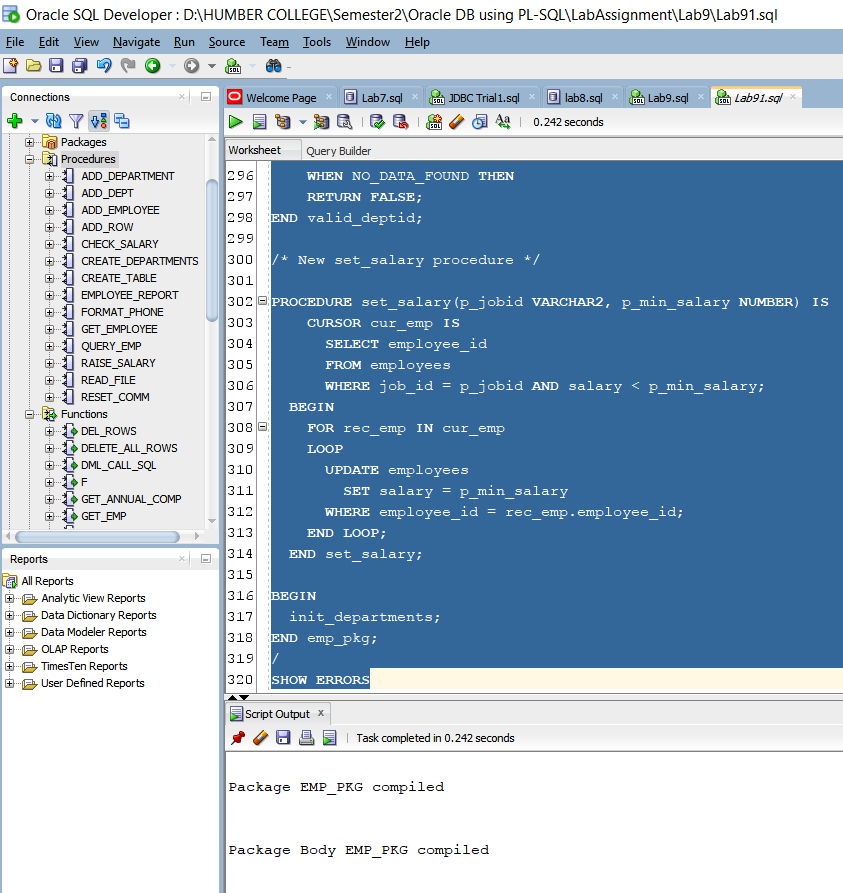 Oracle SQL Developer : D:\HUMBER COLLEGE\Semester2\Oracle DB using PL-SQL\LabAssignment\Lab9\Lab91.sql
File Edit View Navigate Run Source Team Tools Window Help
Connections
Packages
Procedures
ADD_DEPARTMENT
ADD_DEPT
ADD_EMPLOYEE
ADD_ROW
CHECK_SALARY
CREATE_DEPARTMENTS
CREATE_TABLE
EMPLOYEE_REPORT
FORMAT_PHONE
GET_EMPLOYEE
QUERY_EMP
RAISE_SALARY
READ_FILE
RESET_COMM
Functions
DEL_ROWS
DELETE_ALL_ROWS
DML_CALL_SQL
F
GET_ANNUAL_COMP
GET_EMP
Reports
All Reports
Analytic View Reports
Data Dictionary Reports
Data Modeler Reports
OLAP Reports
TimesTen Reports
User Defined Reports
Welcome Page Lab7.sql JDBC Trial1.sql lab8.sql Lab9.sql Lab91.sql
0.242 seconds
Worksheet Query Builder
296 WHEN NO_DATA_FOUND THEN
297 RETURN FALSE;
298 END valid_deptid;
299
300 /* New set_salary procedure */
301
302 PROCEDURE set_salary(p_jobid VARCHAR2, p_min_salary NUMBER) IS
303 CURSOR cur_emp IS
304 SELECT employee_id
305 FROM employees
306 WHERE job_id = p_jobid AND salary < p_min_salary;
307 BEGIN
308 FOR rec_emp IN cur_emp
309 LOOP
310 UPDATE employees
311 SET salary = p_min_salary
312 WHERE employee_id = rec_emp.employee_id;
313 END LOOP;
314 END set_salary;
315
316 BEGIN
317 init_departments;
318 END emp_pkg;
319 /
320 SHOW ERRORS
Script Output x
Task completed in 0.242 seconds
Package EMP_PKG compiled
Package Body EMP_PKG compiled